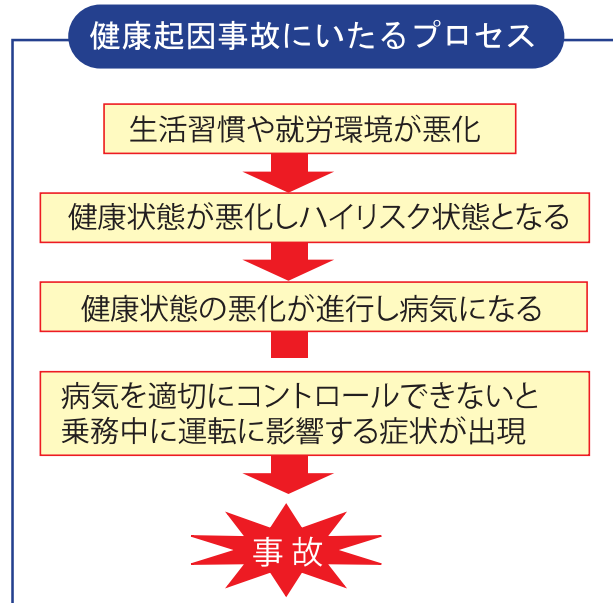 健康起因事故にいたるプロセス
生活習慣や就労環境が悪化
健康状態が悪化しハイリスク状態となる
健康状態の悪化が進行し病気になる
病気を適切にコントロールできないと
乗務中に運転に影響する症状が出現
事故